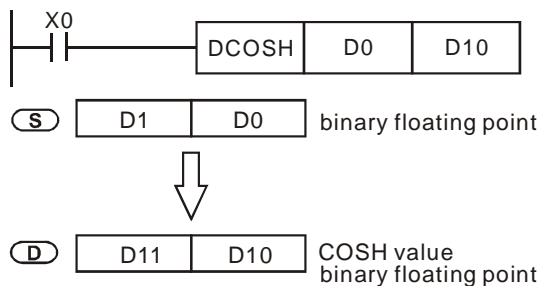 X0
DCOSH D0 D10
S D1 D0 binary floating point
D D11 D10 COSH value
binary floating point